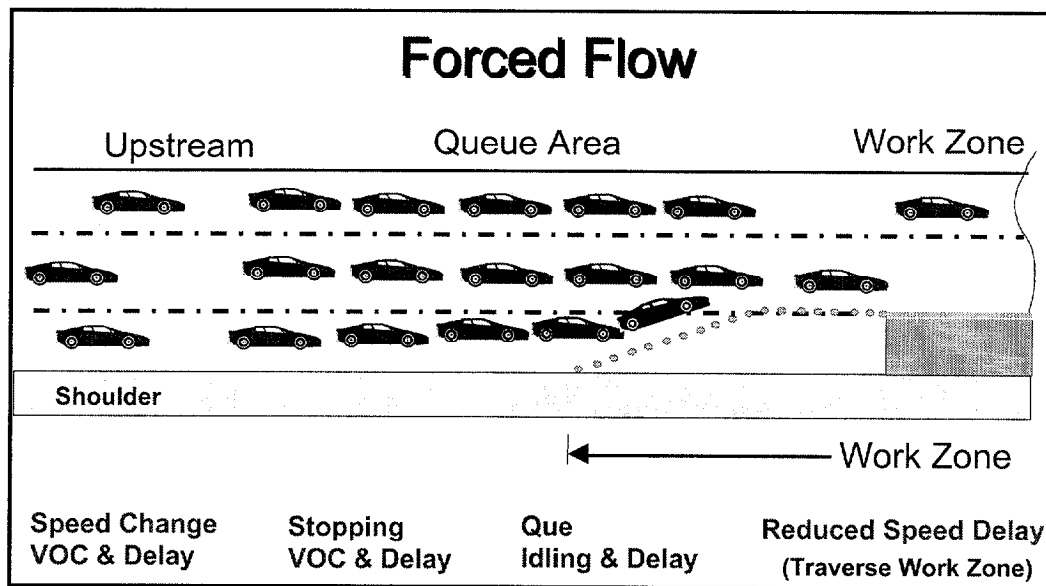 Forced Flow
Upstream
Queue Area
Work Zone
Shoulder
Work Zone
Speed Change
VOC & Delay
Stopping
VOC & Delay
Que
Idling & Delay
Reduced Speed Delay
(Traverse Work Zone)